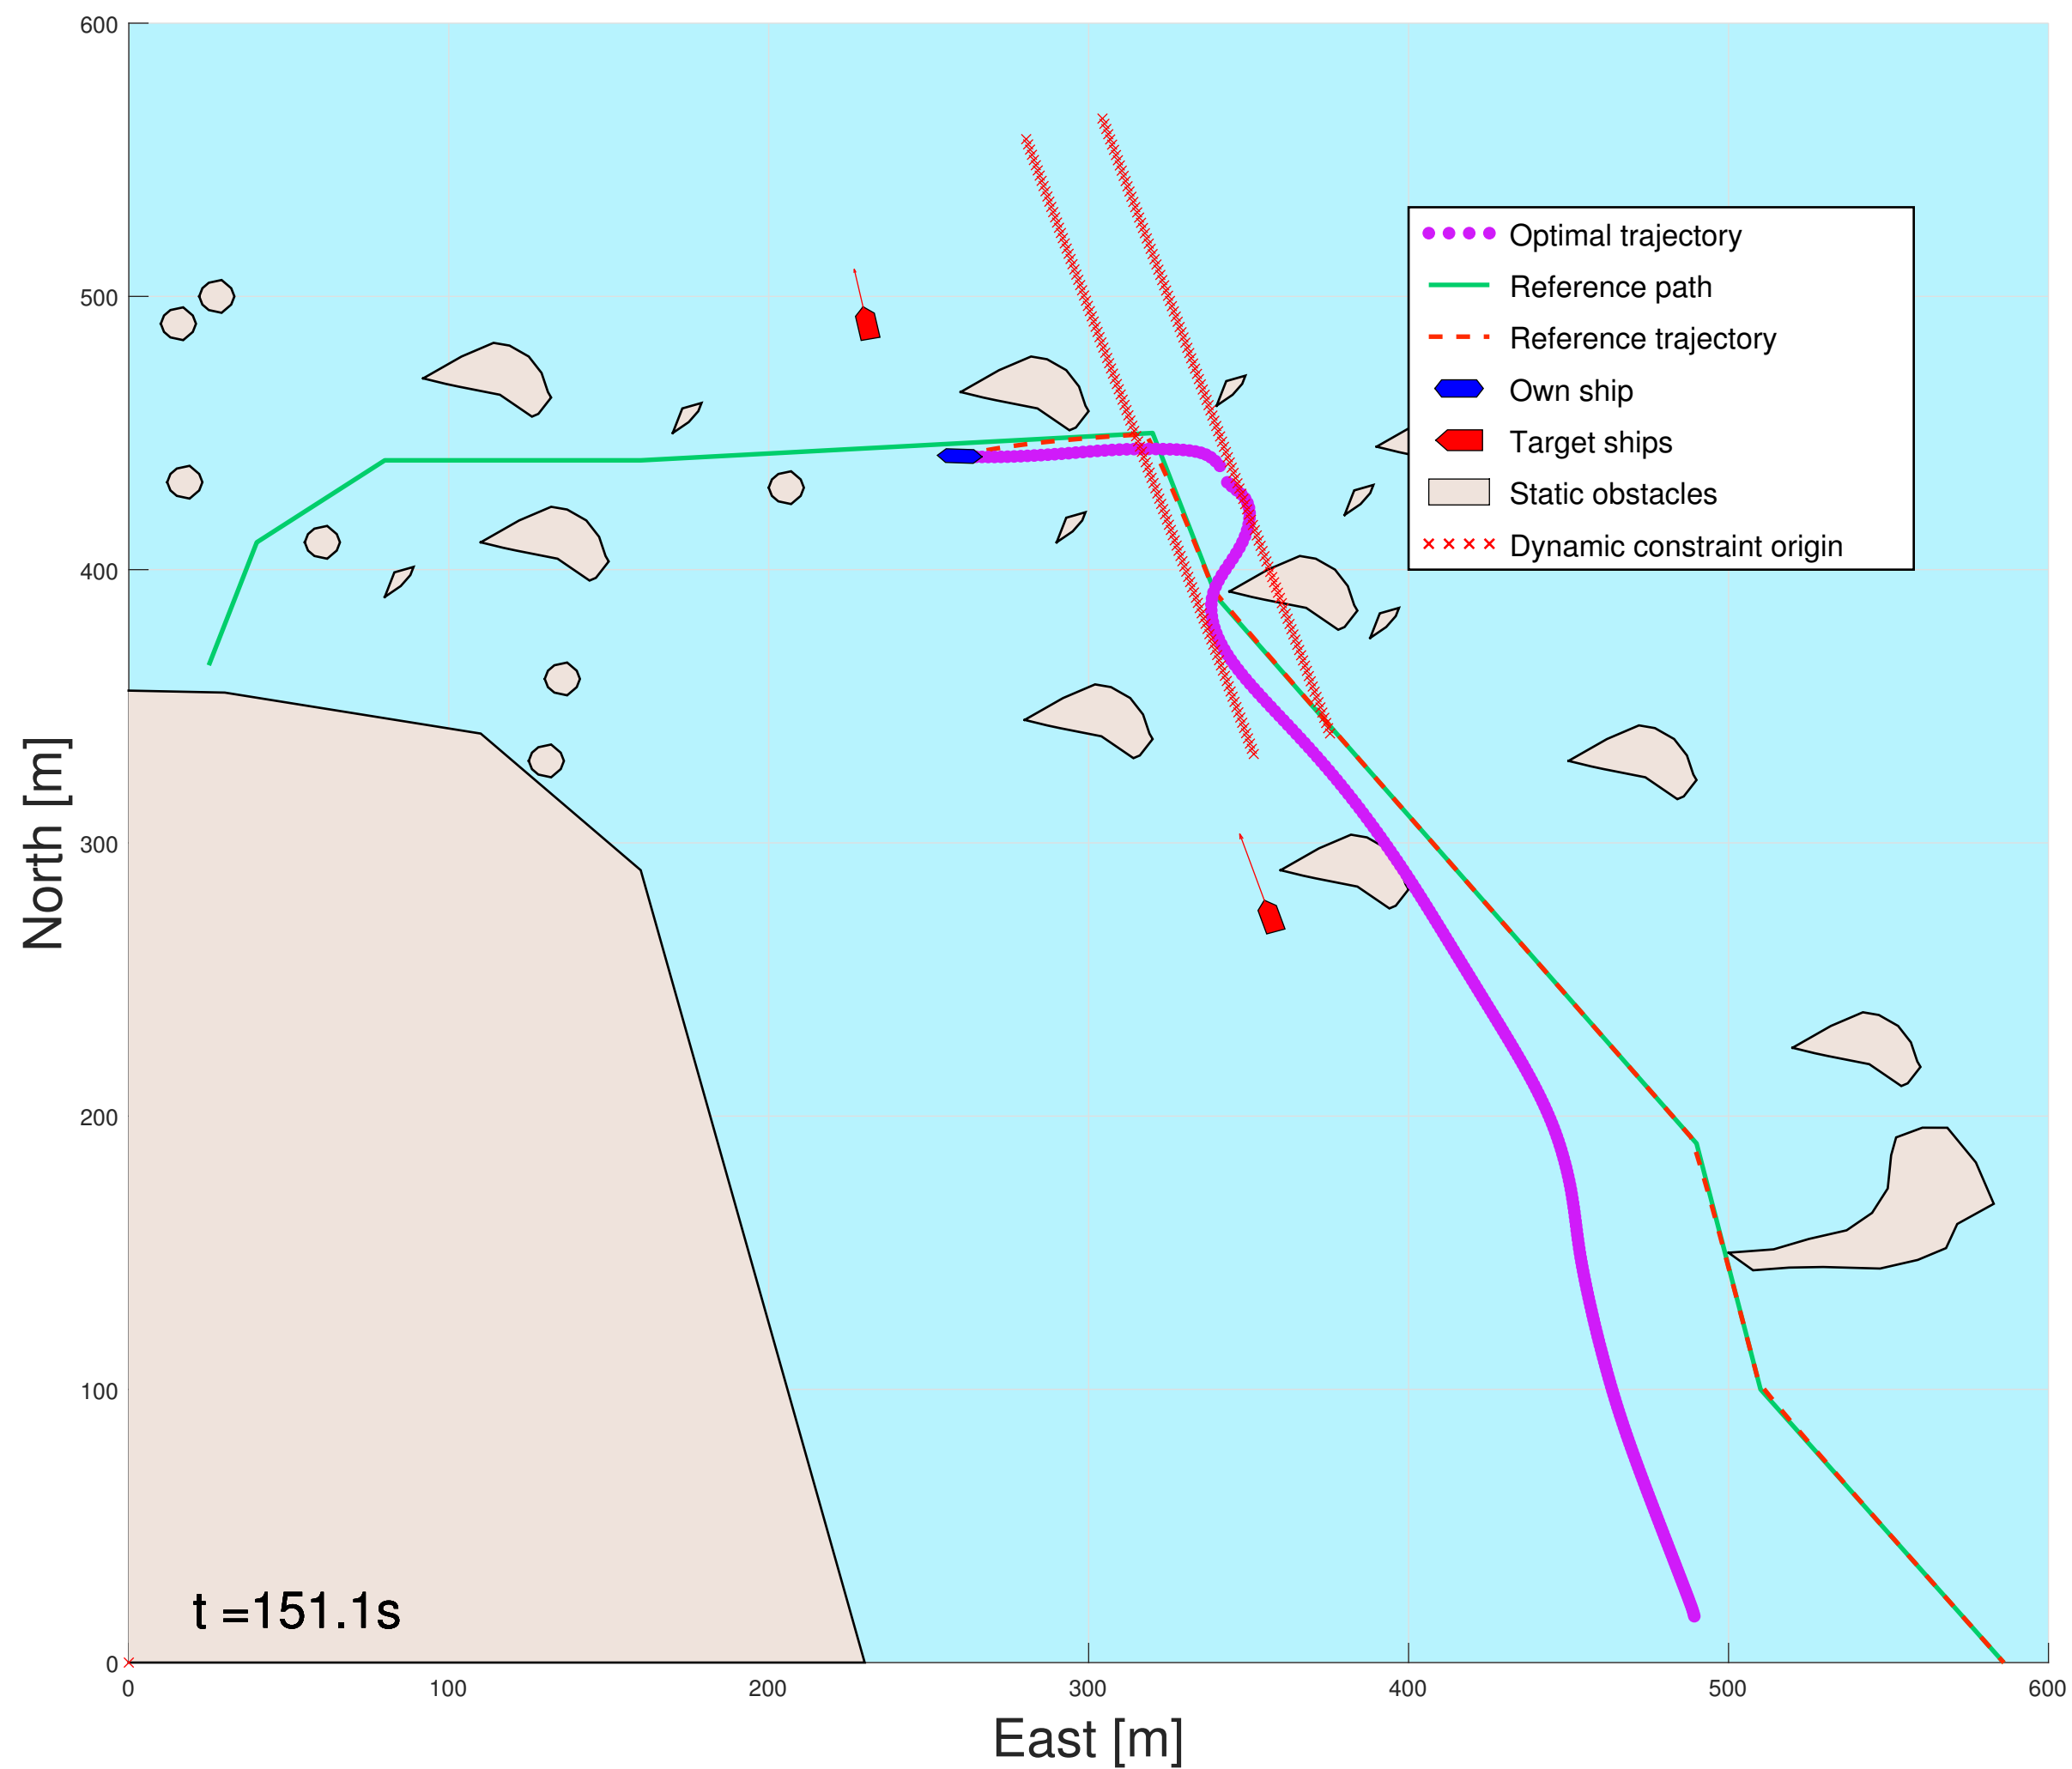 600
500
400
300
200
100
0
North [m]
Optimal trajectory
Reference path
Reference trajectory
Own ship
Target ships
Static obstacles
Dynamic constraint origin
t =151.1s
0
100
200
300
400
500
600
East [m]